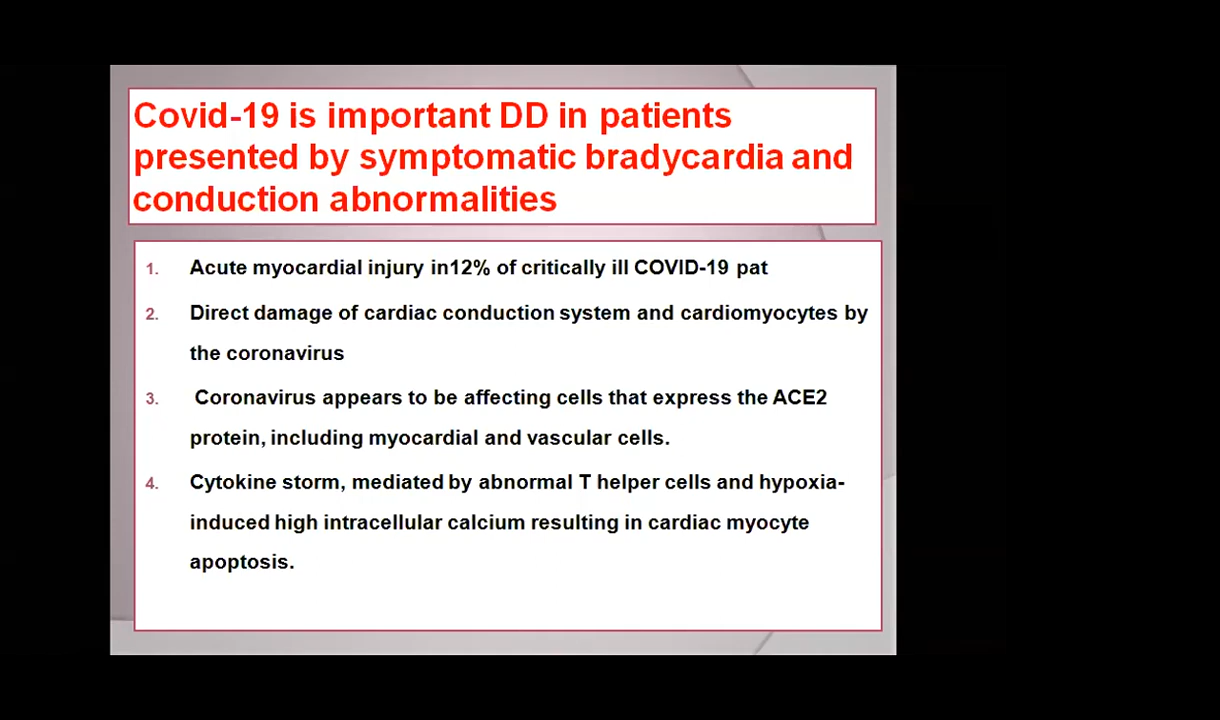 Covid-19 is important DD in patients
presented by symptomatic bradycardia and
conduction abnormalities
1. Acute myocardial injury in12% of critically ill COVID-19 pat
2. Direct damage of cardiac conduction system and cardiomyocytes by
the coronavirus
3. Coronavirus appears to be affecting cells that express the ACE2
protein, including myocardial and vascular cells.
4. Cytokine storm, mediated by abnormal T helper cells and hypoxia-
induced high intracellular calcium resulting in cardiac myocyte
apoptosis.